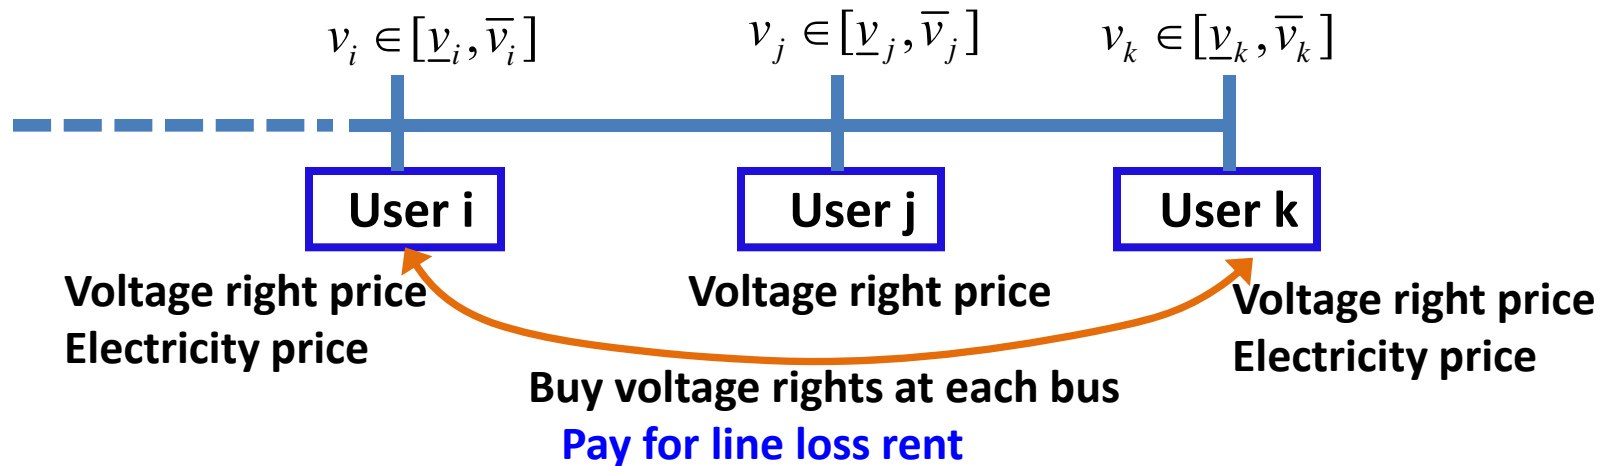 v_i ∈ [v̲_i, v̅_i]
v_j ∈ [v̲_j, v̅_j]
v_k ∈ [v̲_k, v̅_k]
User i
User j
User k
Voltage right price
Electricity price
Voltage right price
Voltage right price
Electricity price
Buy voltage rights at each bus
Pay for line loss rent